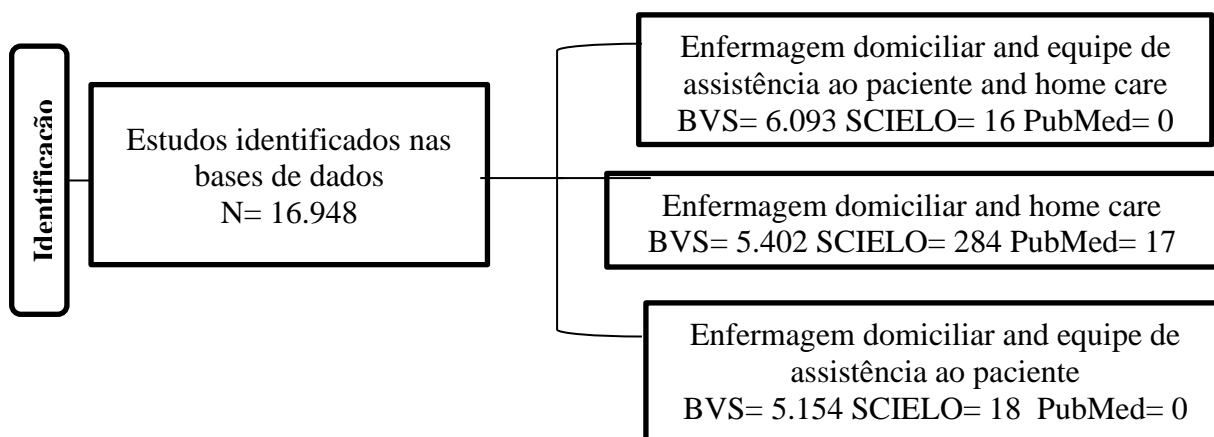 Identificação
Estudos identificados nas
bases de dados
N= 16.948
Enfermagem domiciliar and equipe de
assistência ao paciente and home care
BVS= 6.093 SCIELO= 16 PubMed= 0
Enfermagem domiciliar and home care
BVS= 5.402 SCIELO= 284 PubMed= 17
Enfermagem domiciliar and equipe de
assistência ao paciente
BVS= 5.154 SCIELO= 18 PubMed= 0